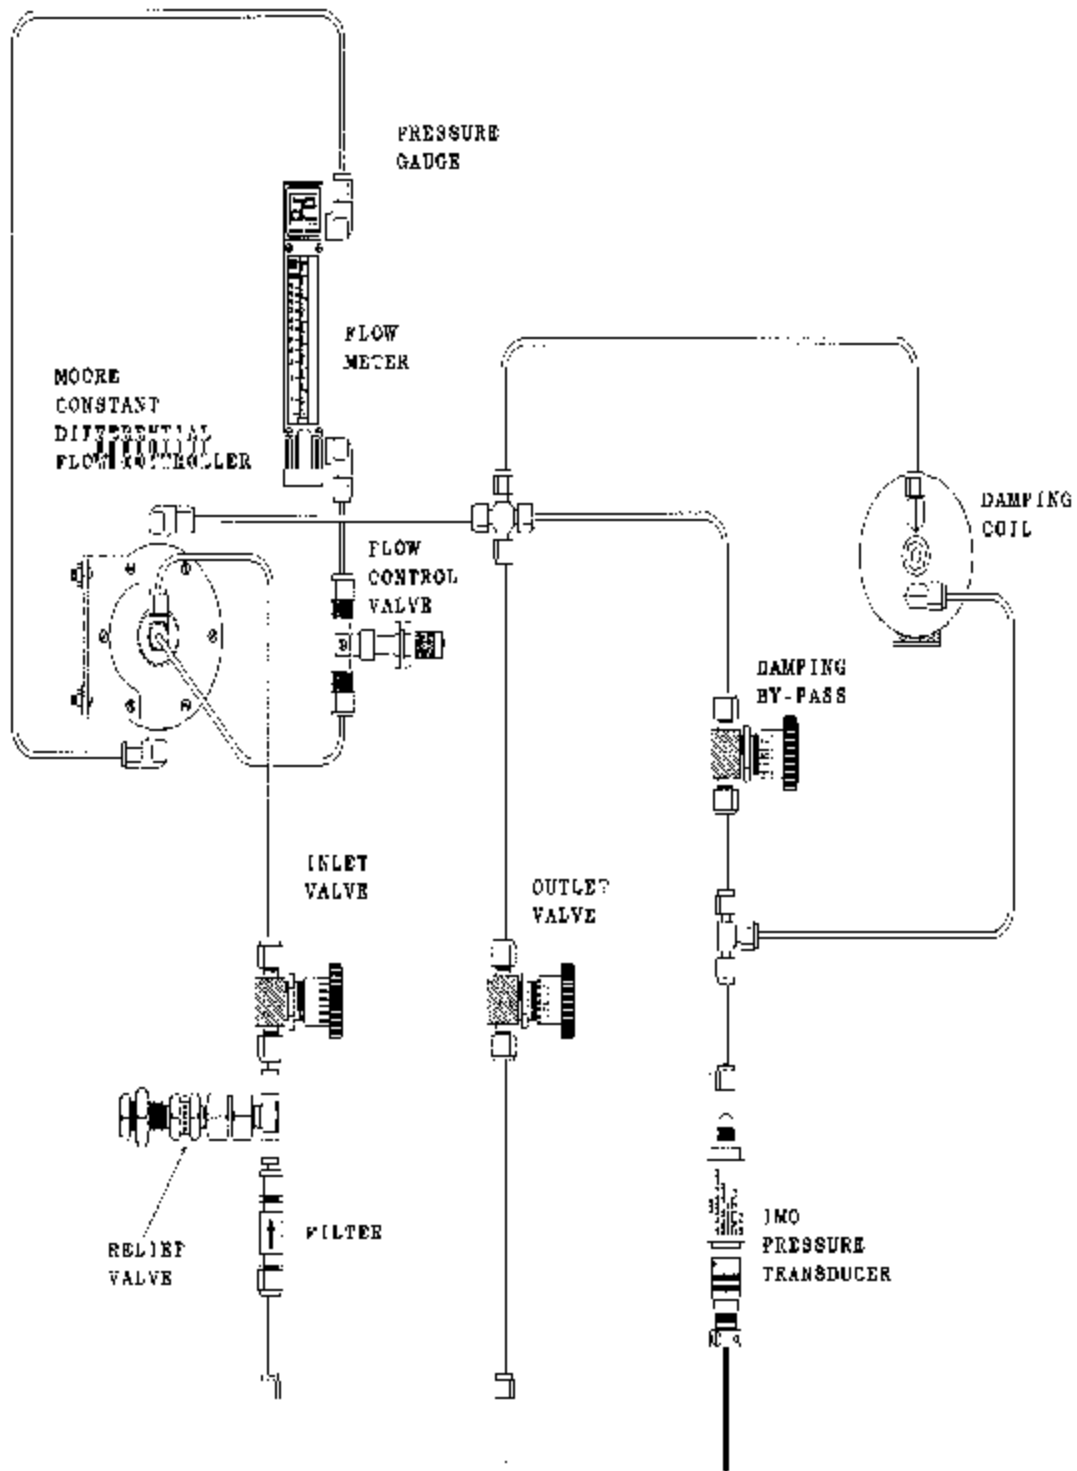 PRESSURE
GAUGE
FLOW
METER
MOORE
CONSTANT
DIFFERENTIAL
FLOW CONTROLLER
DAMPING
COIL
FLOW
CONTROL
VALVE
DAMPING
BY-PASS
INLET
VALVE
OUTLET
VALVE
RELIEF
VALVE
FILTER
IMO
PRESSURE
TRANSDUCER